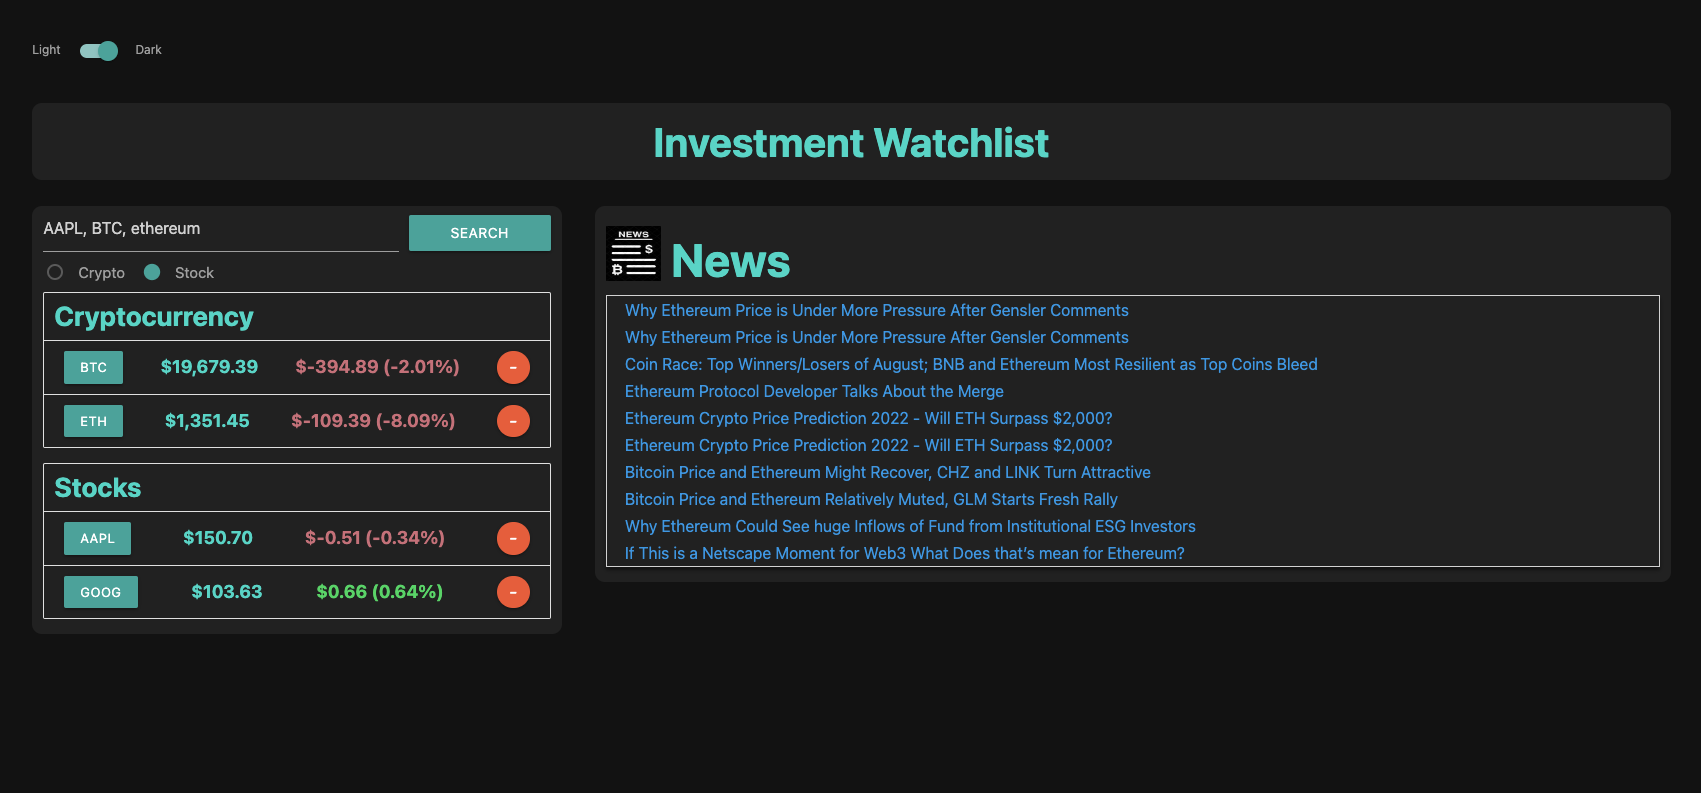 Light Dark
Investment Watchlist
AAPL, BTC, ethereum
SEARCH
Crypto Stock
Cryptocurrency
BTC $19,679.39 $-394.89 (-2.01%) -
ETH $1,351.45 $-109.39 (-8.09%) -
Stocks
AAPL $150.70 $-0.51 (-0.34%) -
GOOG $103.63 $0.66 (0.64%) -
NEWS
$
₿
News
Why Ethereum Price is Under More Pressure After Gensler Comments
Why Ethereum Price is Under More Pressure After Gensler Comments
Coin Race: Top Winners/Losers of August; BNB and Ethereum Most Resilient as Top Coins Bleed
Ethereum Protocol Developer Talks About the Merge
Ethereum Crypto Price Prediction 2022 - Will ETH Surpass $2,000?
Ethereum Crypto Price Prediction 2022 - Will ETH Surpass $2,000?
Bitcoin Price and Ethereum Might Recover, CHZ and LINK Turn Attractive
Bitcoin Price and Ethereum Relatively Muted, GLM Starts Fresh Rally
Why Ethereum Could See huge Inflows of Fund from Institutional ESG Investors
If This is a Netscape Moment for Web3 What Does that’s mean for Ethereum?